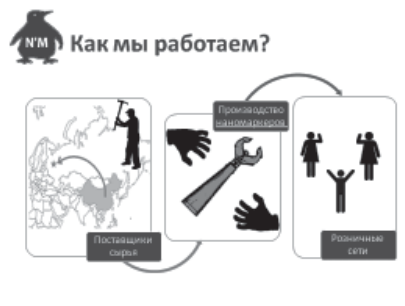 N'M
Как мы работаем?
Производство
наномаркеров
Поставщики
сырья
Розничные
сети